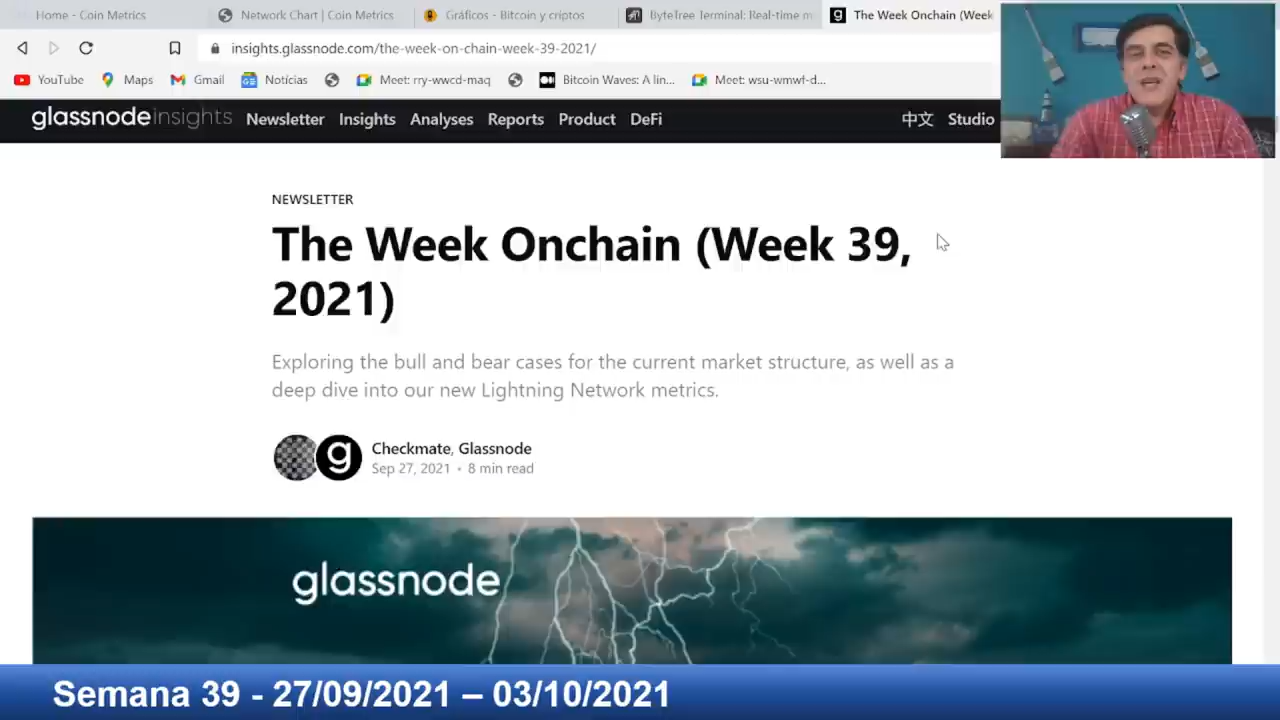 Home - Coin Metrics
Network Chart | Coin Metrics
Gráficos - Bitcoin y criptos
ByteTree Terminal: Real-time m
The Week Onchain (Week
insights.glassnode.com/the-week-on-chain-week-39-2021/
YouTube
Maps
Gmail
Notícias
Meet: rry-wwcd-maq
Bitcoin Waves: A lin...
Meet: wsu-wmwf-d...
glassnodeinsights
Newsletter
Insights
Analyses
Reports
Product
DeFi
中文
Studio
NEWSLETTER
The Week Onchain (Week 39,
2021)
Exploring the bull and bear cases for the current market structure, as well as a
deep dive into our new Lightning Network metrics.
g
Checkmate, Glassnode
Sep 27, 2021 • 8 min read
glassnode
Semana 39 - 27/09/2021 – 03/10/2021